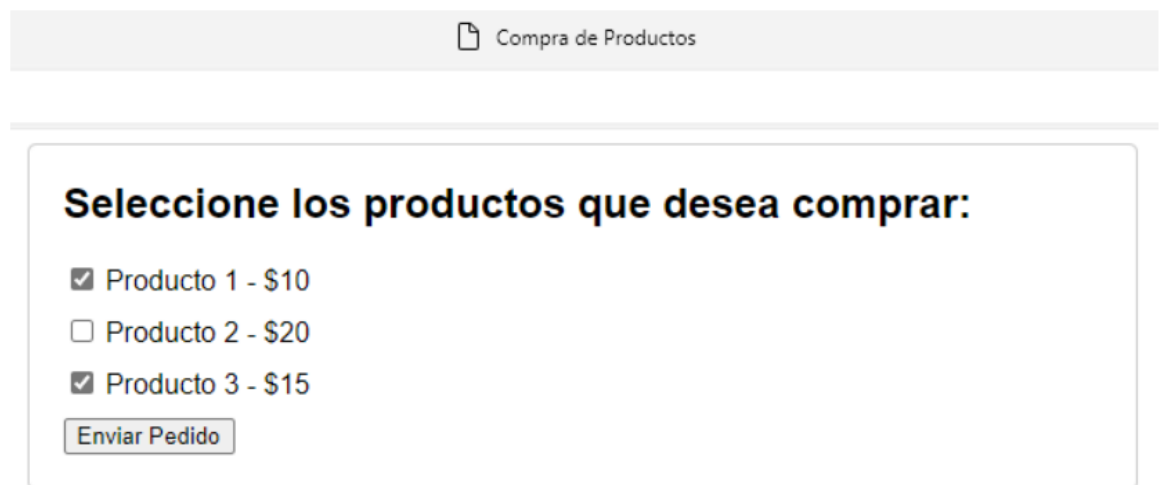 Compra de Productos
Seleccione los productos que desea comprar:
Producto 1 - $10
Producto 2 - $20
Producto 3 - $15
Enviar Pedido